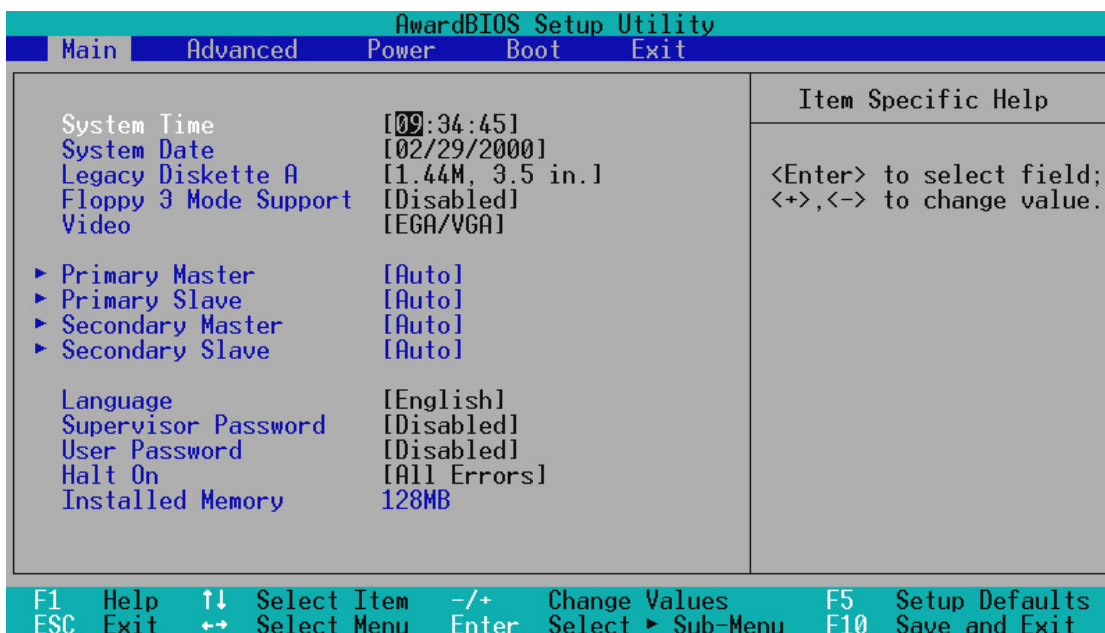 AwardBIOS Setup Utility
Main Advanced Power Boot Exit
System Time [09:34:45]
System Date [02/29/2000]
Legacy Diskette A [1.44M, 3.5 in.]
Floppy 3 Mode Support [Disabled]
Video [EGA/VGA]
▶ Primary Master [Auto]
▶ Primary Slave [Auto]
▶ Secondary Master [Auto]
▶ Secondary Slave [Auto]
Language [English]
Supervisor Password [Disabled]
User Password [Disabled]
Halt On [All Errors]
Installed Memory 128MB
Item Specific Help
<Enter> to select field;
<+>,<-> to change value.
F1 Help ↑↓ Select Item -/+ Change Values F5 Setup Defaults
ESC Exit ←→ Select Menu Enter Select ▶ Sub-Menu F10 Save and Exit